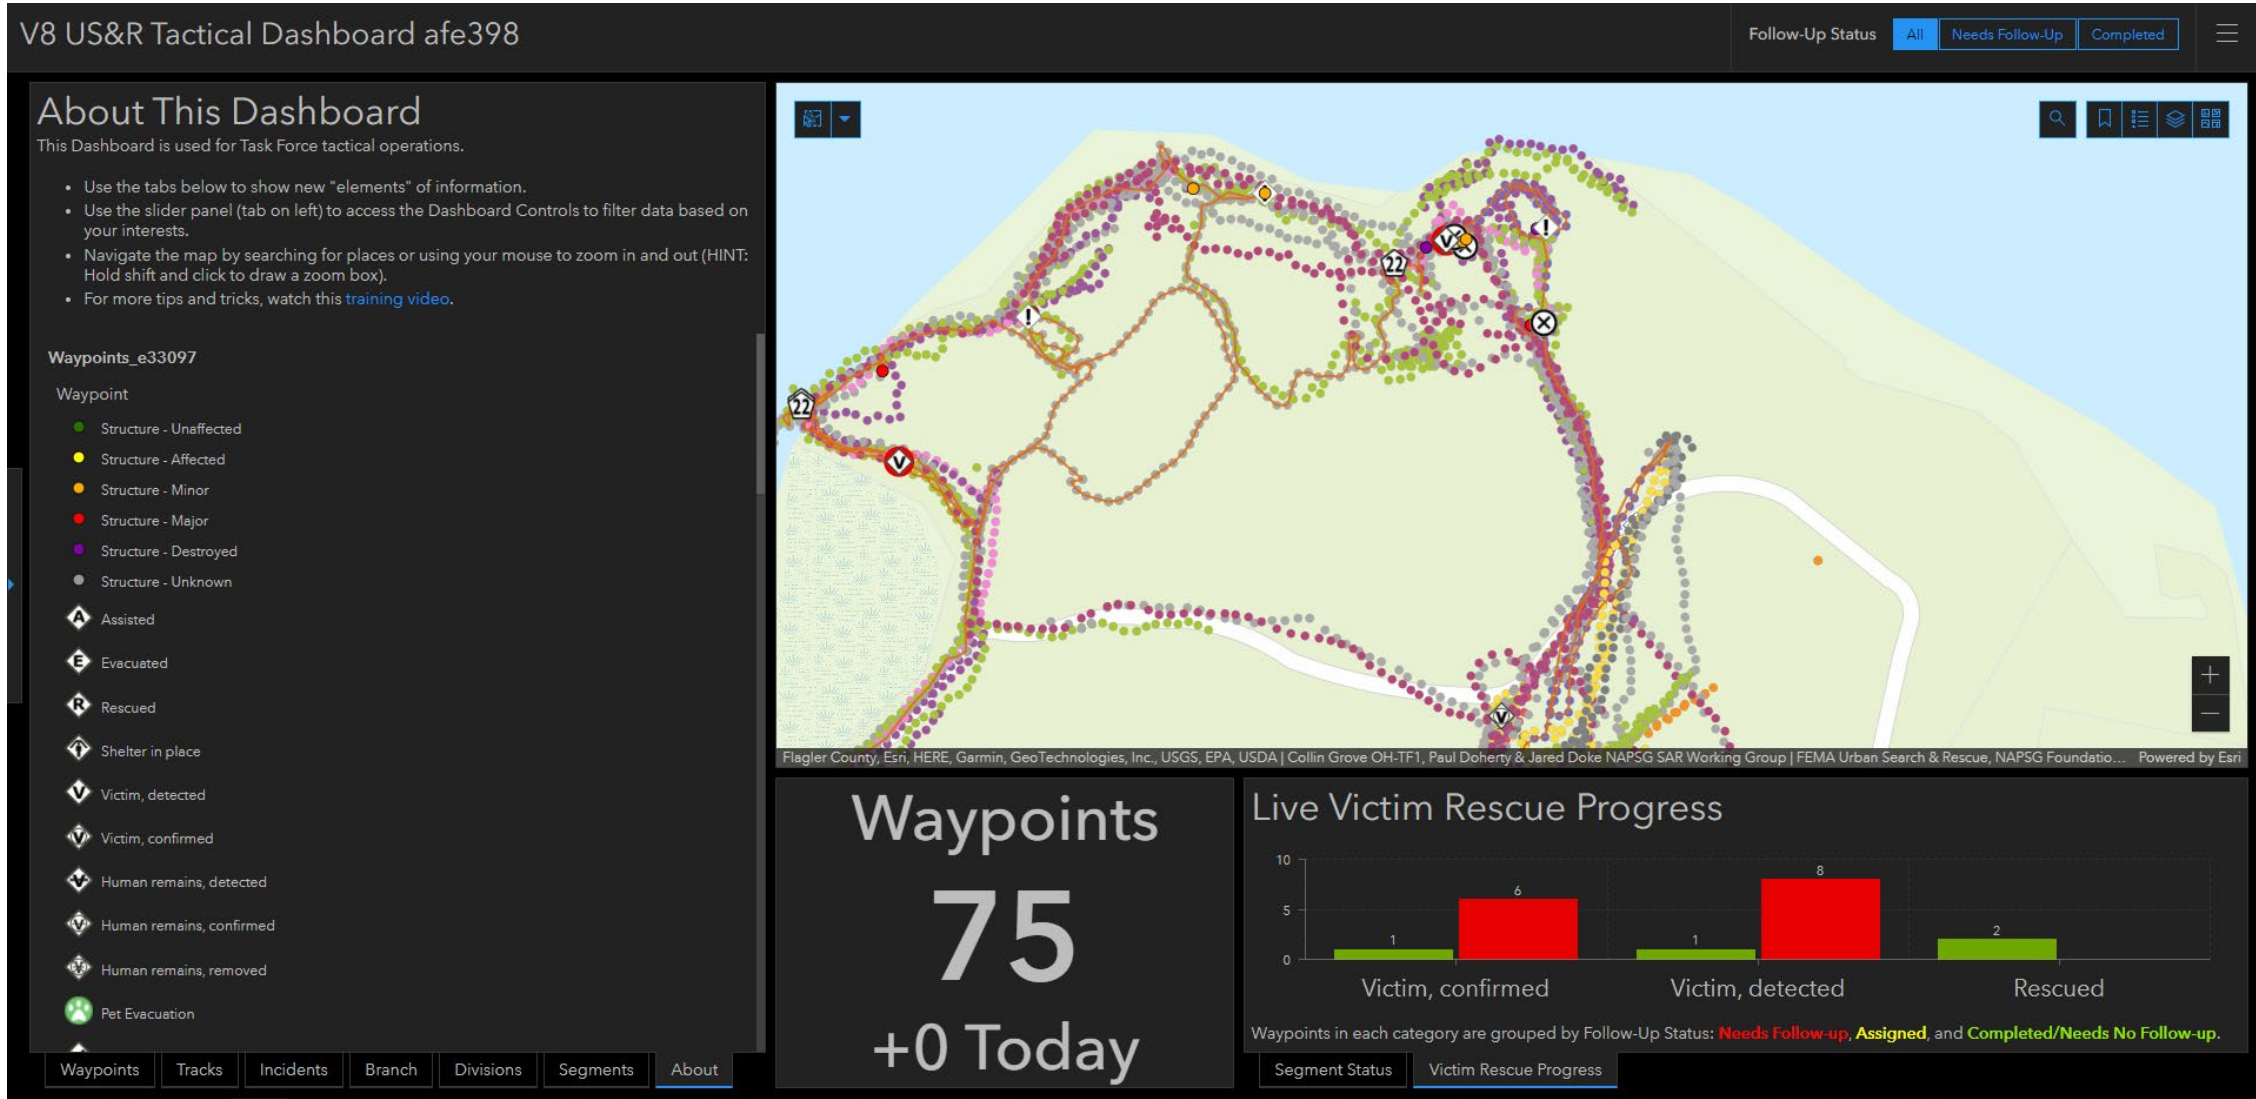 V8 US&R Tactical Dashboard afe398
Follow-Up Status
All
Needs Follow-Up
Completed
About This Dashboard
This Dashboard is used for Task Force tactical operations.
• Use the tabs below to show new "elements" of information.
• Use the slider panel (tab on left) to access the Dashboard Controls to filter data based on
your interests.
• Navigate the map by searching for places or using your mouse to zoom in and out (HINT:
Hold shift and click to draw a zoom box).
• For more tips and tricks, watch this training video.
Waypoints_e33097
Waypoint
Structure - Unaffected
Structure - Affected
Structure - Minor
Structure - Major
Structure - Destroyed
Structure - Unknown
A Assisted
E Evacuated
R Rescued
Shelter in place
V Victim, detected
V Victim, confirmed
V Human remains, detected
V Human remains, confirmed
V Human remains, removed
Pet Evacuation
Waypoints
Tracks
Incidents
Branch
Divisions
Segments
About
!
V
22
!
22
V
V
Flagler County, Esri, HERE, Garmin, GeoTechnologies, Inc., USGS, EPA, USDA | Collin Grove OH-TF1, Paul Doherty & Jared Doke NAPSG SAR Working Group | FEMA Urban Search & Rescue, NAPSG Foundatio... Powered by Esri
Waypoints
75
+0 Today
Live Victim Rescue Progress
10
5
0
1
6
1
8
2
Victim, confirmed
Victim, detected
Rescued
Waypoints in each category are grouped by Follow-Up Status: Needs Follow-up, Assigned, and Completed/Needs No Follow-up.
Segment Status
Victim Rescue Progress